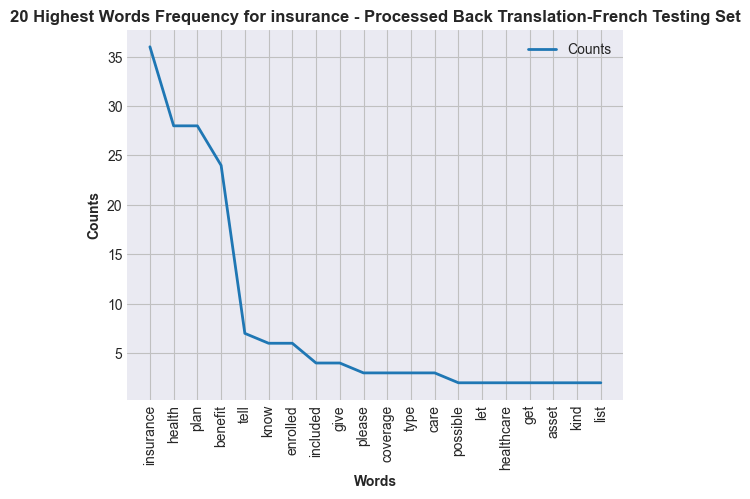 20 Highest Words Frequency for insurance - Processed Back Translation-French Testing Set
Counts
35
30
25
20
15
10
5
Counts
insurance
health
plan
benefit
tell
know
enrolled
included
give
please
coverage
type
care
possible
let
healthcare
get
asset
kind
list
Words